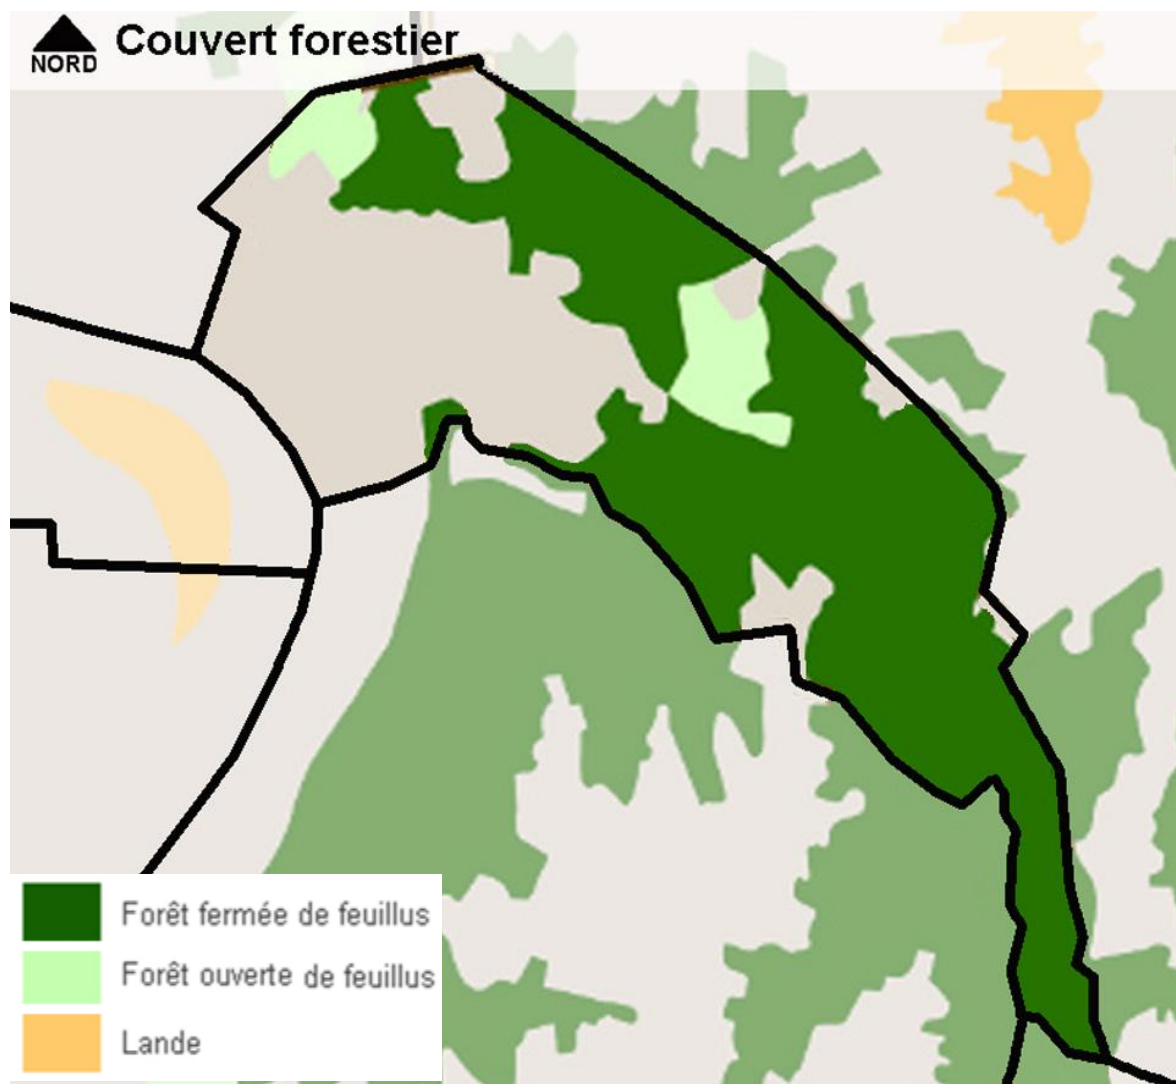 Couvert forestier
NORD
Forêt fermée de feuillus
Forêt ouverte de feuillus
Lande